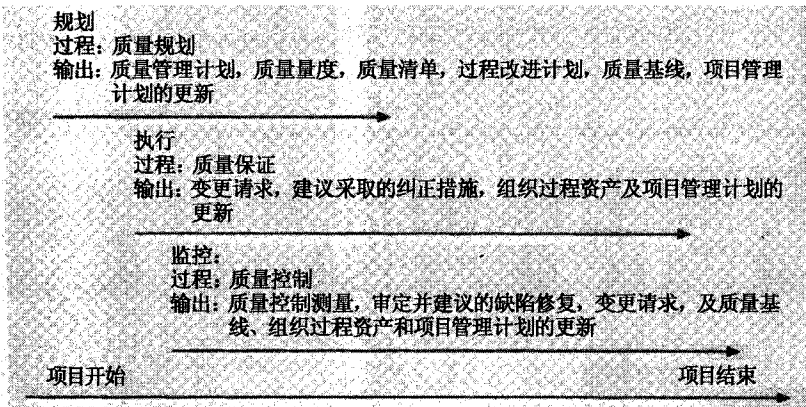 规划
过程：质量规划
输出：质量管理计划，质量量度，质量清单，过程改进计划，质量基线，项目管理
计划的更新
执行
过程：质量保证
输出：变更请求，建议采取的纠正措施，组织过程资产及项目管理计划的
更新
监控：
过程：质量控制
输出：质量控制测量，审定并建议的缺陷修复，变更请求，及质量基
线、组织过程资产和项目管理计划的更新
项目开始 项目结束